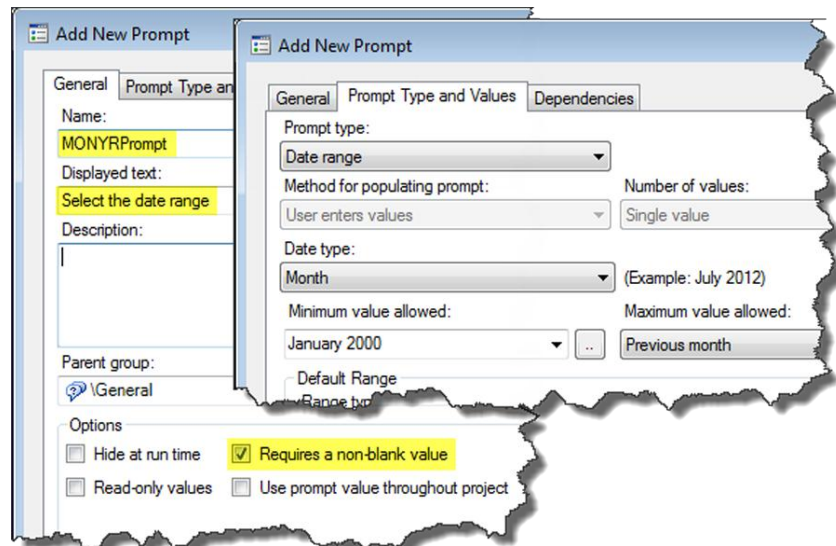 Add New Prompt
General Prompt Type an
Name:
MONYRPrompt
Displayed text:
Select the date range
Description:
Parent group:
\General
Options
Hide at run time Requires a non-blank value
Read-only values Use prompt value throughout project
Add New Prompt
General Prompt Type and Values Dependencies
Prompt type:
Date range
Method for populating prompt: Number of values:
User enters values Single value
Date type:
Month (Example: July 2012)
Minimum value allowed: Maximum value allowed:
January 2000 .. Previous month
Default Range
Range typ